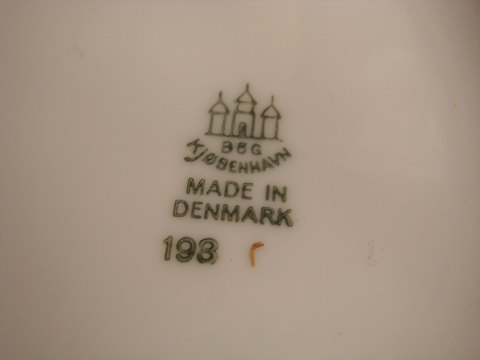 B&G
KJØBENHAVN
MADE IN
DENMARK
193